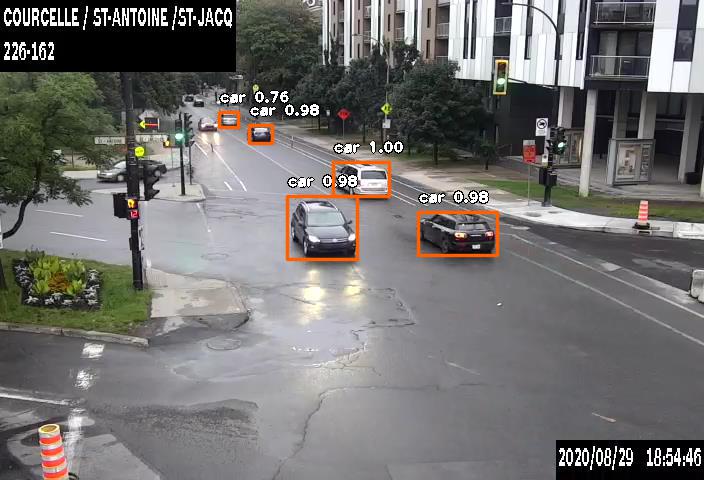 COURCELLE / ST-ANTOINE /ST-JACQ
226-162
car 0.76
car 0.98
car 1.00
car 0.98
car 0.98
12
2020/08/29 18:54:46